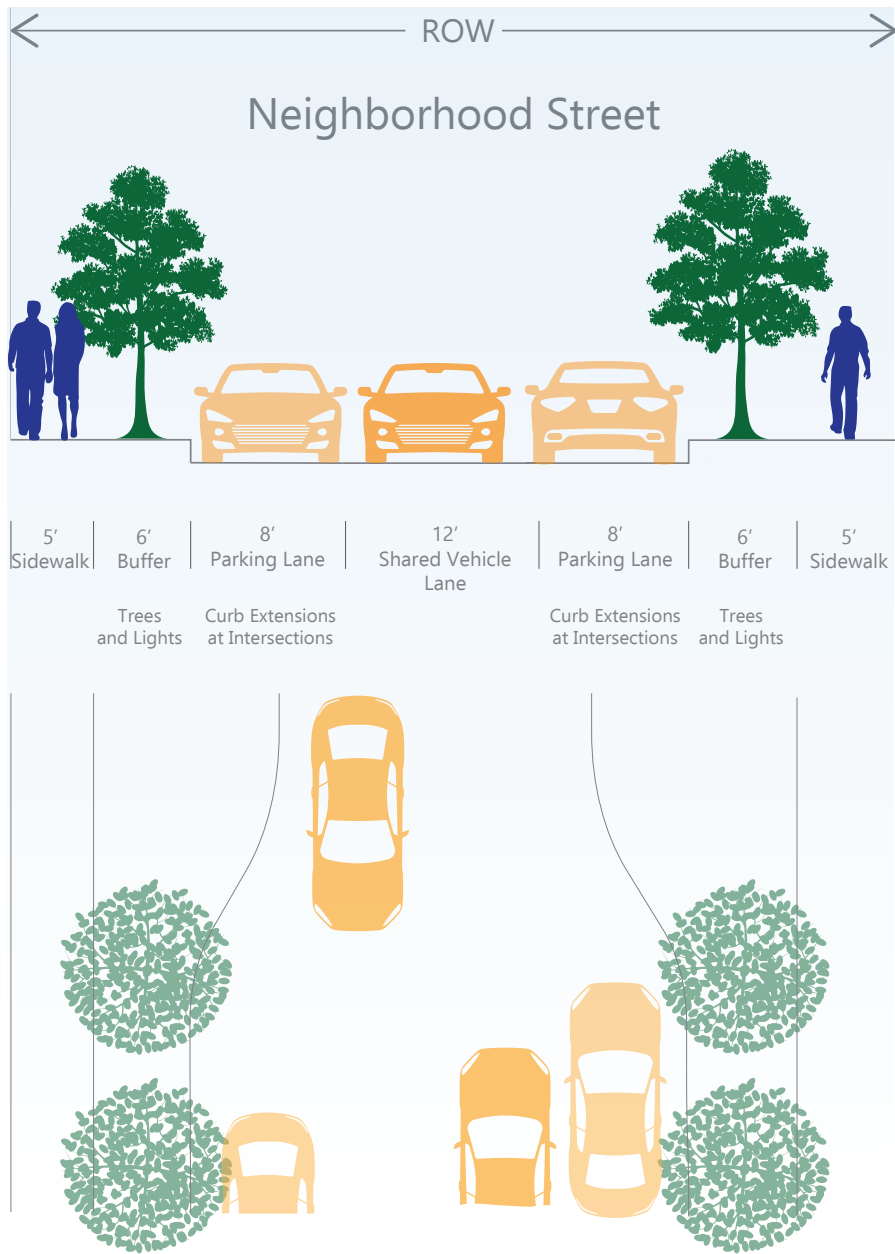 ROW
Neighborhood Street
5’
Sidewalk
6’
Buffer
8’
Parking Lane
12’
Shared Vehicle
Lane
8’
Parking Lane
6’
Buffer
5’
Sidewalk
Trees
and Lights
Curb Extensions
at Intersections
Curb Extensions
at Intersections
Trees
and Lights